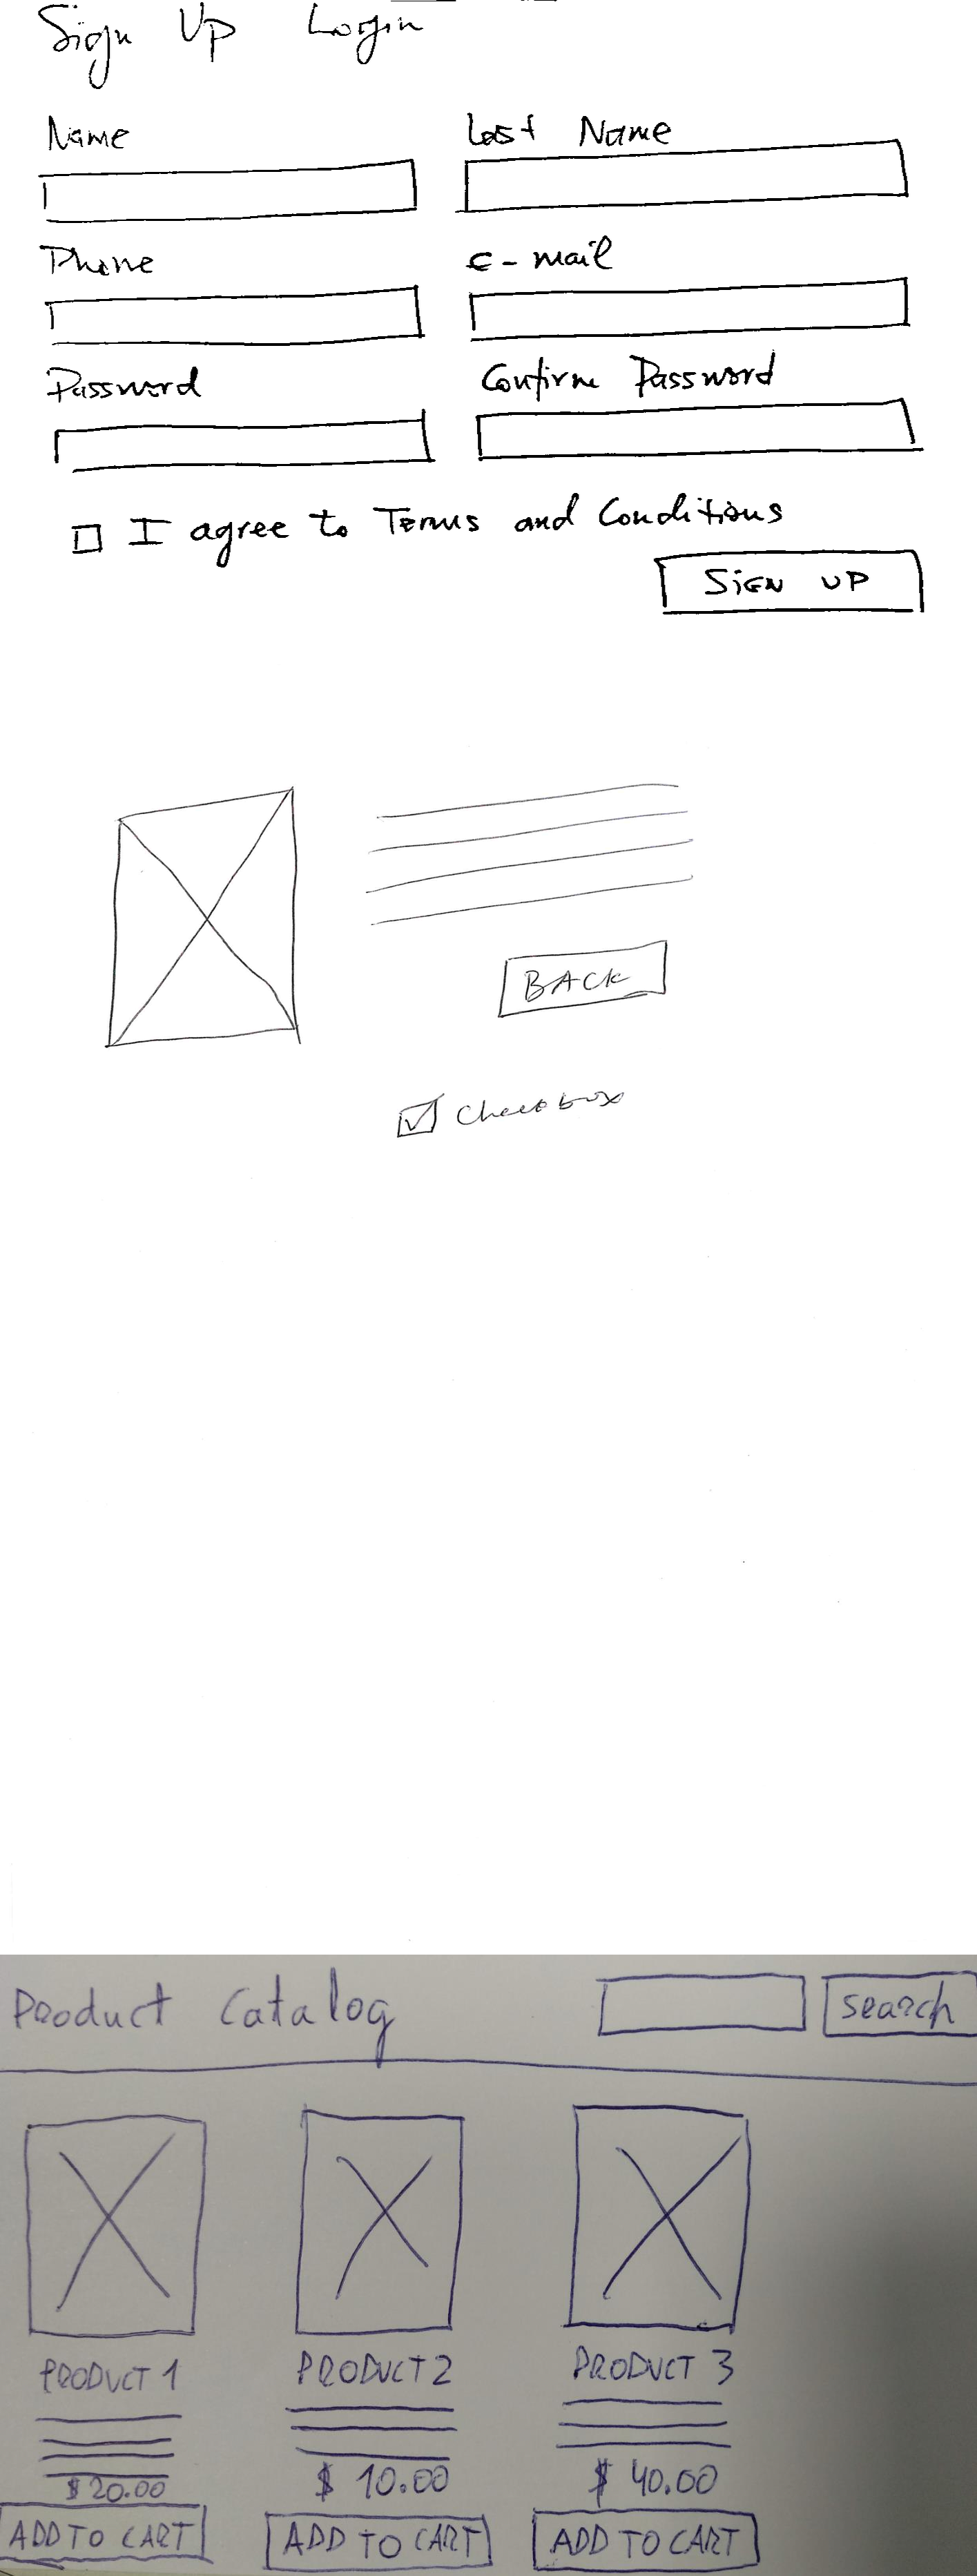 Sign Up Login
Name Last Name
Phone e-mail
Password Confirm Password
I agree to Terms and Conditions
SIGN UP
BACK
Checkbox
Product Catalog search
PRODUCT 1 PRODUCT 2 PRODUCT 3
$20.00 $ 10.00 $ 40.00
ADD TO CART ADD TO CART ADD TO CART